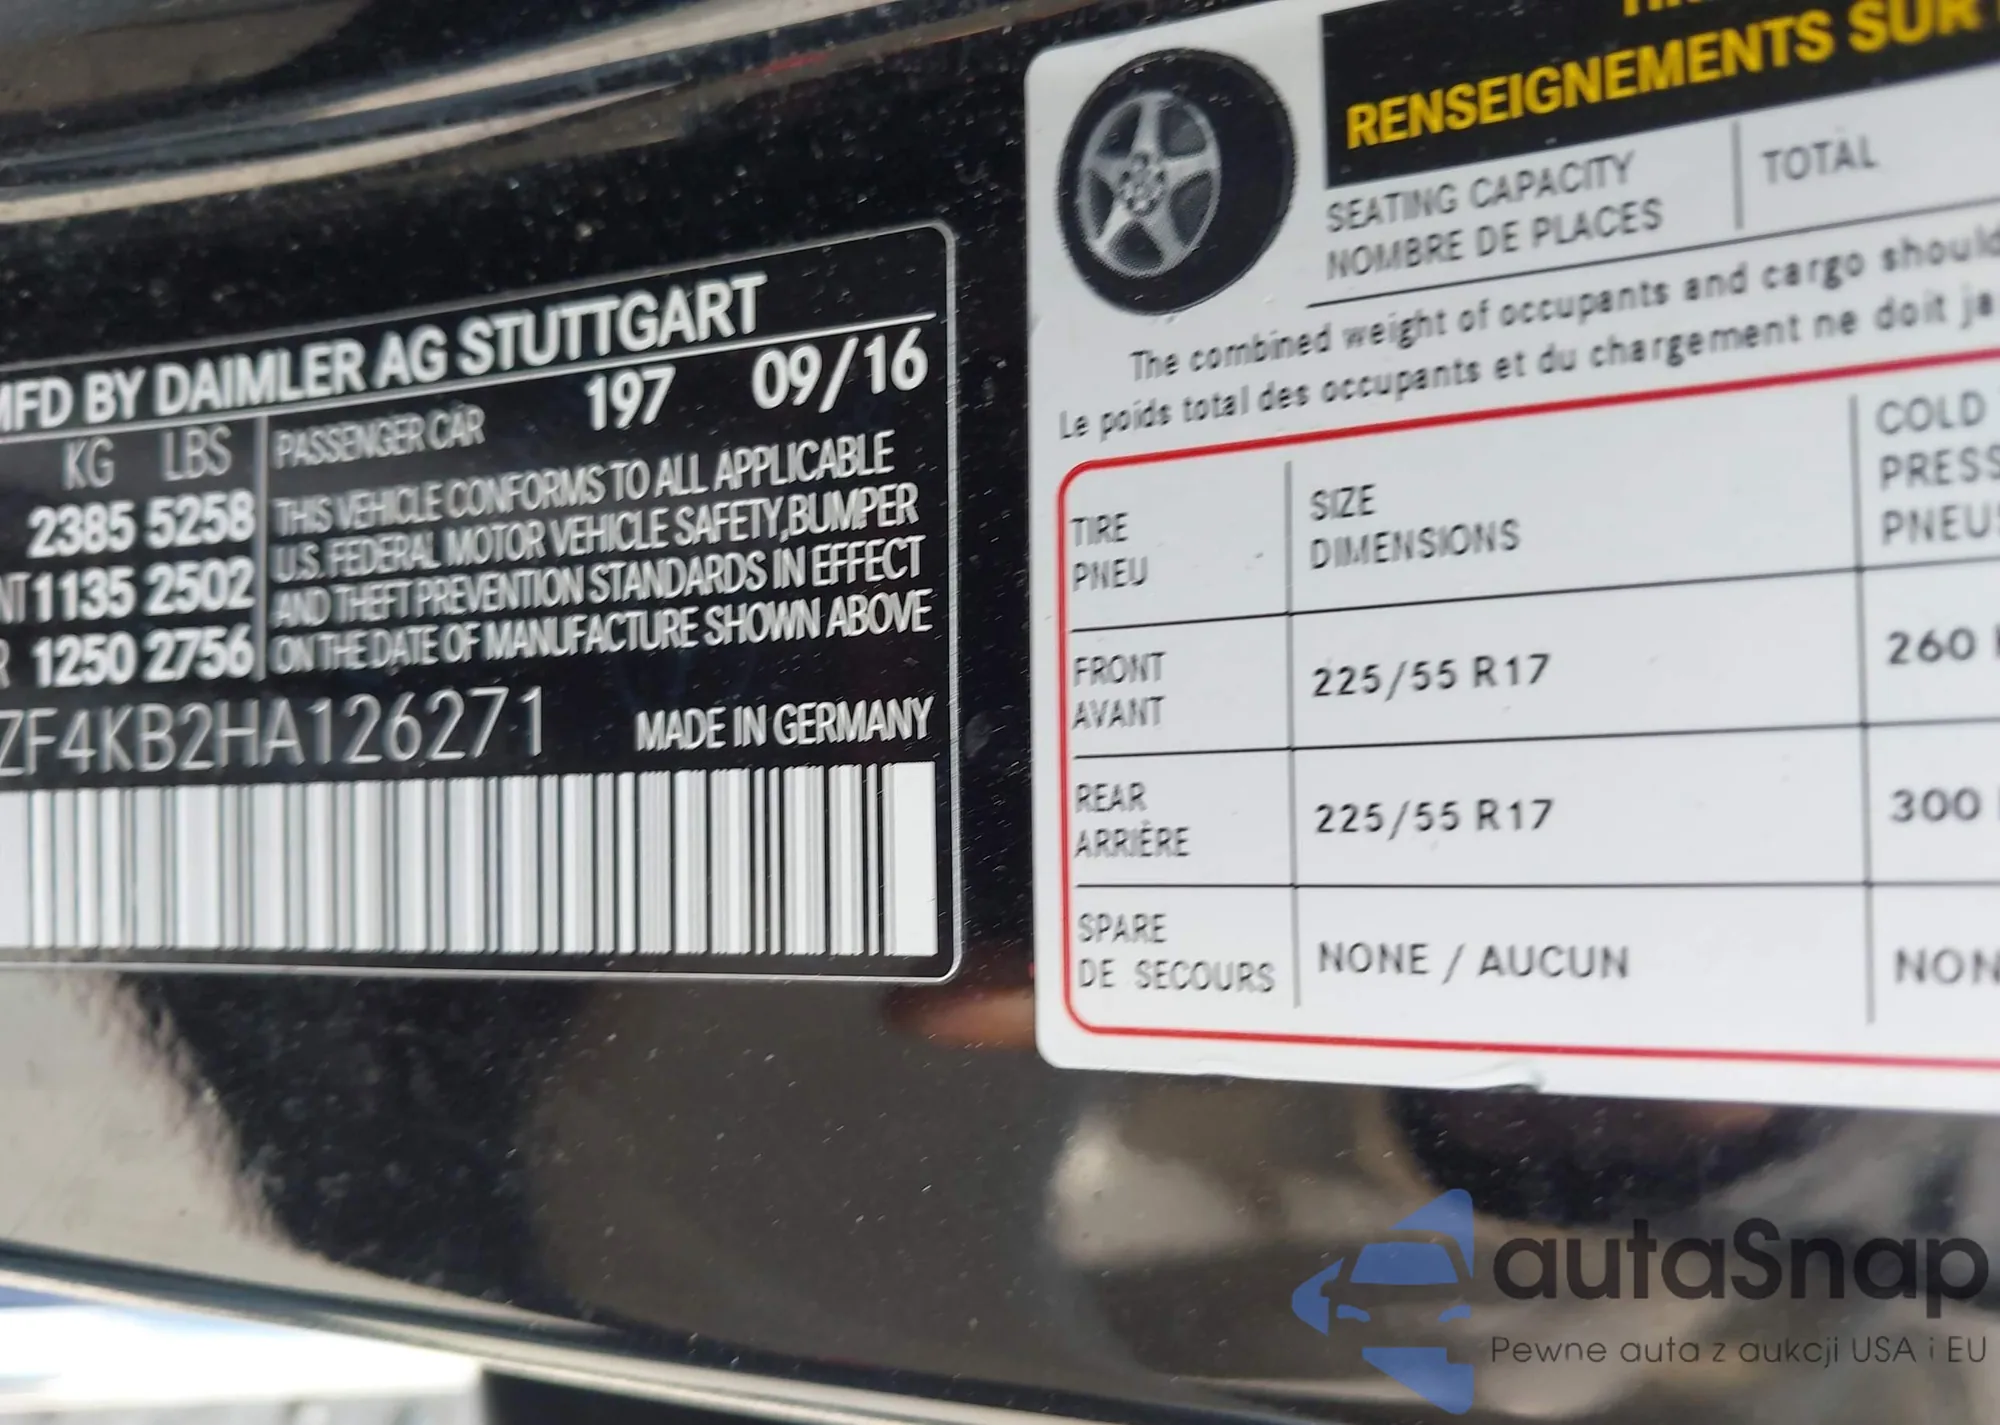 MFD BY DAIMLER AG STUTTGART
KG LBS PASSENGER CAR 197 09/16
2385 5258
1135 2502
1250 2756
THIS VEHICLE CONFORMS TO ALL APPLICABLE
U.S. FEDERAL MOTOR VEHICLE SAFETY,BUMPER
AND THEFT PREVENTION STANDARDS IN EFFECT
ON THE DATE OF MANUFACTURE SHOWN ABOVE
ZF4KB2HA126271 MADE IN GERMANY
RENSEIGNEMENTS SUR
SEATING CAPACITY
NOMBRE DE PLACES
TOTAL
The combined weight of occupants and cargo should
Le poids total des occupants et du chargement ne doit ja
TIRE
PNEU
SIZE
DIMENSIONS
COLD
PRESS
PNEUS
FRONT
AVANT
225/55 R17
260
REAR
ARRIÈRE
225/55 R17
300
SPARE
DE SECOURS
NONE / AUCUN
NON
autaSnap
Pewne auta z aukcji USA i EU